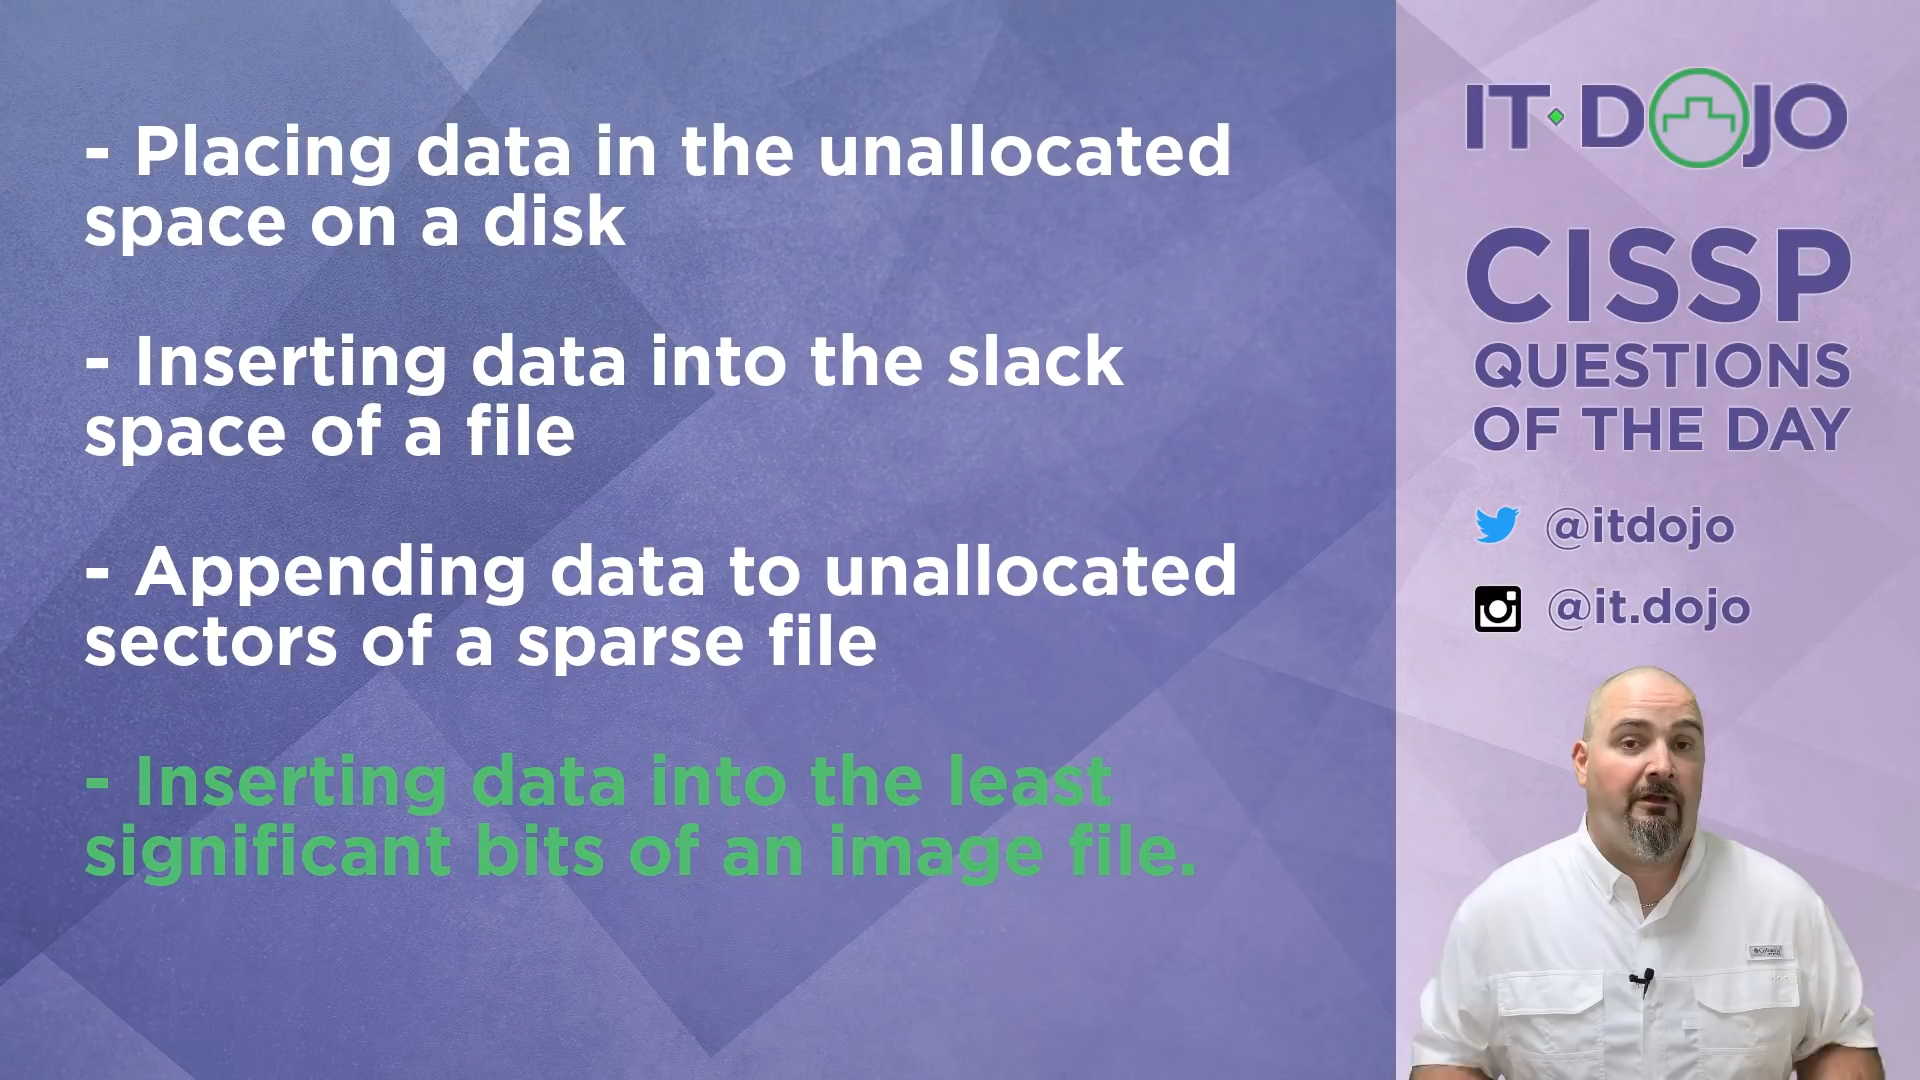 - Placing data in the unallocated
space on a disk
- Inserting data into the slack
space of a file
- Appending data to unallocated
sectors of a sparse file
- Inserting data into the least
significant bits of an image file.
IT DOJO
CISSP
QUESTIONS
OF THE DAY
@itdojo
@it.dojo
Columbia